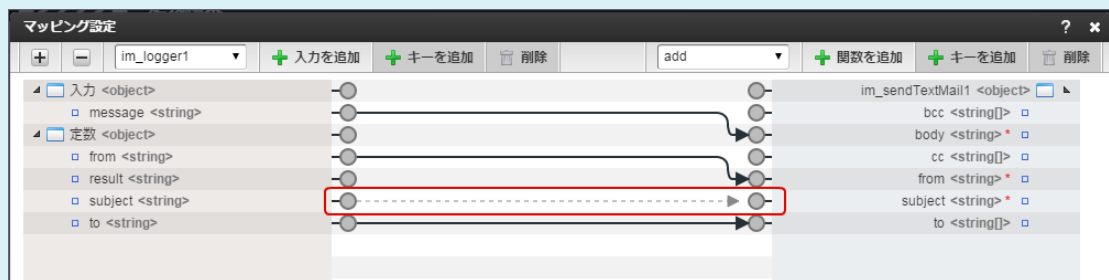 マッピング設定 ? ×
im_logger1 ▼ 入力を追加 キーを追加 削除 add ▼ 関数を追加 キーを追加 削除
入力 <object> im_sendTextMail1 <object>
message <string> bcc <string[]>
定数 <object> body <string> *
from <string> cc <string[]>
result <string> from <string> *
subject <string> subject <string> *
to <string> to <string[]>